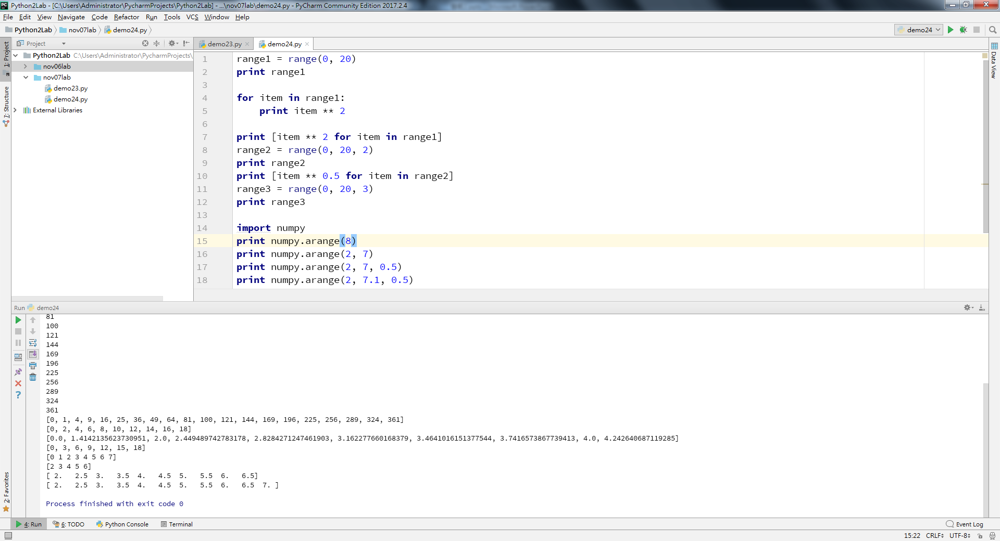 Python2Lab - [C:\Users\Administrator\PycharmProjects\Python2Lab] - ...\nov07lab\demo24.py - PyCharm Community Edition 2017.2.4
File Edit View Navigate Code Refactor Run Tools VCS Window Help
Python2Lab nov07lab demo24.py demo24
Project demo23.py demo24.py
1: Project
7: Structure
2: Favorites
Data View
Python2Lab C:\Users\Administrator\PycharmProjects\
nov06lab
nov07lab
demo23.py
demo24.py
External Libraries
1 range1 = range(0, 20)
2 print range1
3
4 for item in range1:
5     print item ** 2
6
7 print [item ** 2 for item in range1]
8 range2 = range(0, 20, 2)
9 print range2
10 print [item ** 0.5 for item in range2]
11 range3 = range(0, 20, 3)
12 print range3
13
14 import numpy
15 print numpy.arange(8)
16 print numpy.arange(2, 7)
17 print numpy.arange(2, 7, 0.5)
18 print numpy.arange(2, 7.1, 0.5)
Run demo24
81
100
121
144
169
196
225
256
289
324
361
[0, 1, 4, 9, 16, 25, 36, 49, 64, 81, 100, 121, 144, 169, 196, 225, 256, 289, 324, 361]
[0, 2, 4, 6, 8, 10, 12, 14, 16, 18]
[0.0, 1.4142135623730951, 2.0, 2.449489742783178, 2.8284271247461903, 3.162277660168379, 3.4641016151377544, 3.7416573867739413, 4.0, 4.242640687119285]
[0, 3, 6, 9, 12, 15, 18]
[0 1 2 3 4 5 6 7]
[2 3 4 5 6]
[ 2.   2.5  3.   3.5  4.   4.5  5.   5.5  6.   6.5]
[ 2.   2.5  3.   3.5  4.   4.5  5.   5.5  6.   6.5  7. ]
Process finished with exit code 0
4: Run 6: TODO Python Console Terminal Event Log
15:22 CRLF UTF-8